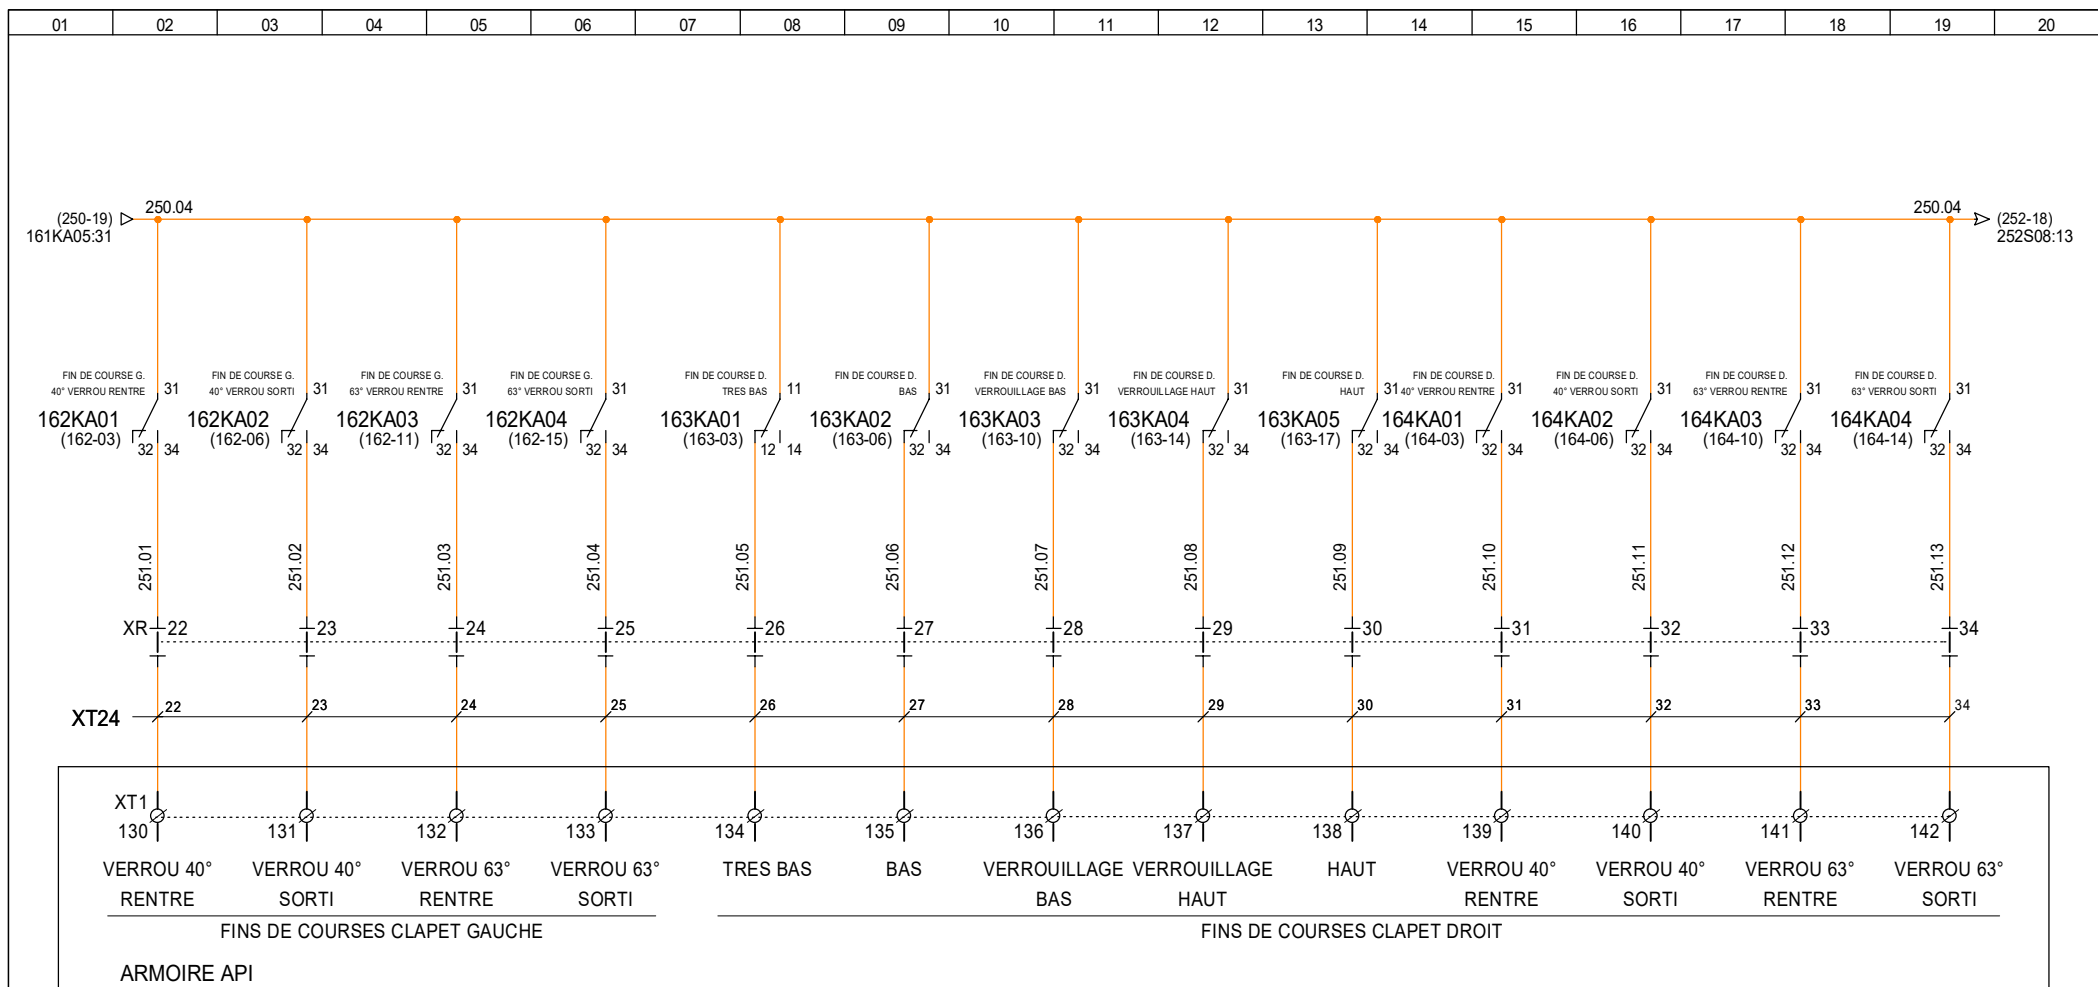 01 02 03 04 05 06 07 08 09 10 11 12 13 14 15 16 17 18 19 20
(250-19) 250.04 250.04 (252-18)
161KA05:31 252S08:13
FIN DE COURSE G. FIN DE COURSE G. FIN DE COURSE G. FIN DE COURSE G. FIN DE COURSE D. FIN DE COURSE D. FIN DE COURSE D. FIN DE COURSE D. FIN DE COURSE D. FIN DE COURSE D. FIN DE COURSE D. FIN DE COURSE D. FIN DE COURSE D.
40° VERROU RENTRE 31 40° VERROU SORTI 31 63° VERROU RENTRE 31 63° VERROU SORTI 31 TRES BAS 11 BAS 31 VERROUILLAGE BAS 31 VERROUILLAGE HAUT 31 HAUT 31 40° VERROU RENTRE 31 40° VERROU SORTI 31 63° VERROU RENTRE 31 63° VERROU SORTI 31
162KA01 162KA02 162KA03 162KA04 163KA01 163KA02 163KA03 163KA04 163KA05 164KA01 164KA02 164KA03 164KA04
(162-03) (162-06) (162-11) (162-15) (163-03) (163-06) (163-10) (163-14) (163-17) (164-03) (164-06) (164-10) (164-14)
32 34 32 34 32 34 32 34 12 14 32 34 32 34 32 34 32 34 32 34 32 34 32 34 32 34
251.01 251.02 251.03 251.04 251.05 251.06 251.07 251.08 251.09 251.10 251.11 251.12 251.13
XR 22 23 24 25 26 27 28 29 30 31 32 33 34
XT24 22 23 24 25 26 27 28 29 30 31 32 33 34
XT1
130 131 132 133 134 135 136 137 138 139 140 141 142
VERROU 40° VERROU 40° VERROU 63° VERROU 63° TRES BAS BAS VERROUILLAGE VERROUILLAGE HAUT VERROU 40° VERROU 40° VERROU 63° VERROU 63°
RENTRE SORTI RENTRE SORTI BAS HAUT RENTRE SORTI RENTRE SORTI
FINS DE COURSES CLAPET GAUCHE FINS DE COURSES CLAPET DROIT
ARMOIRE API